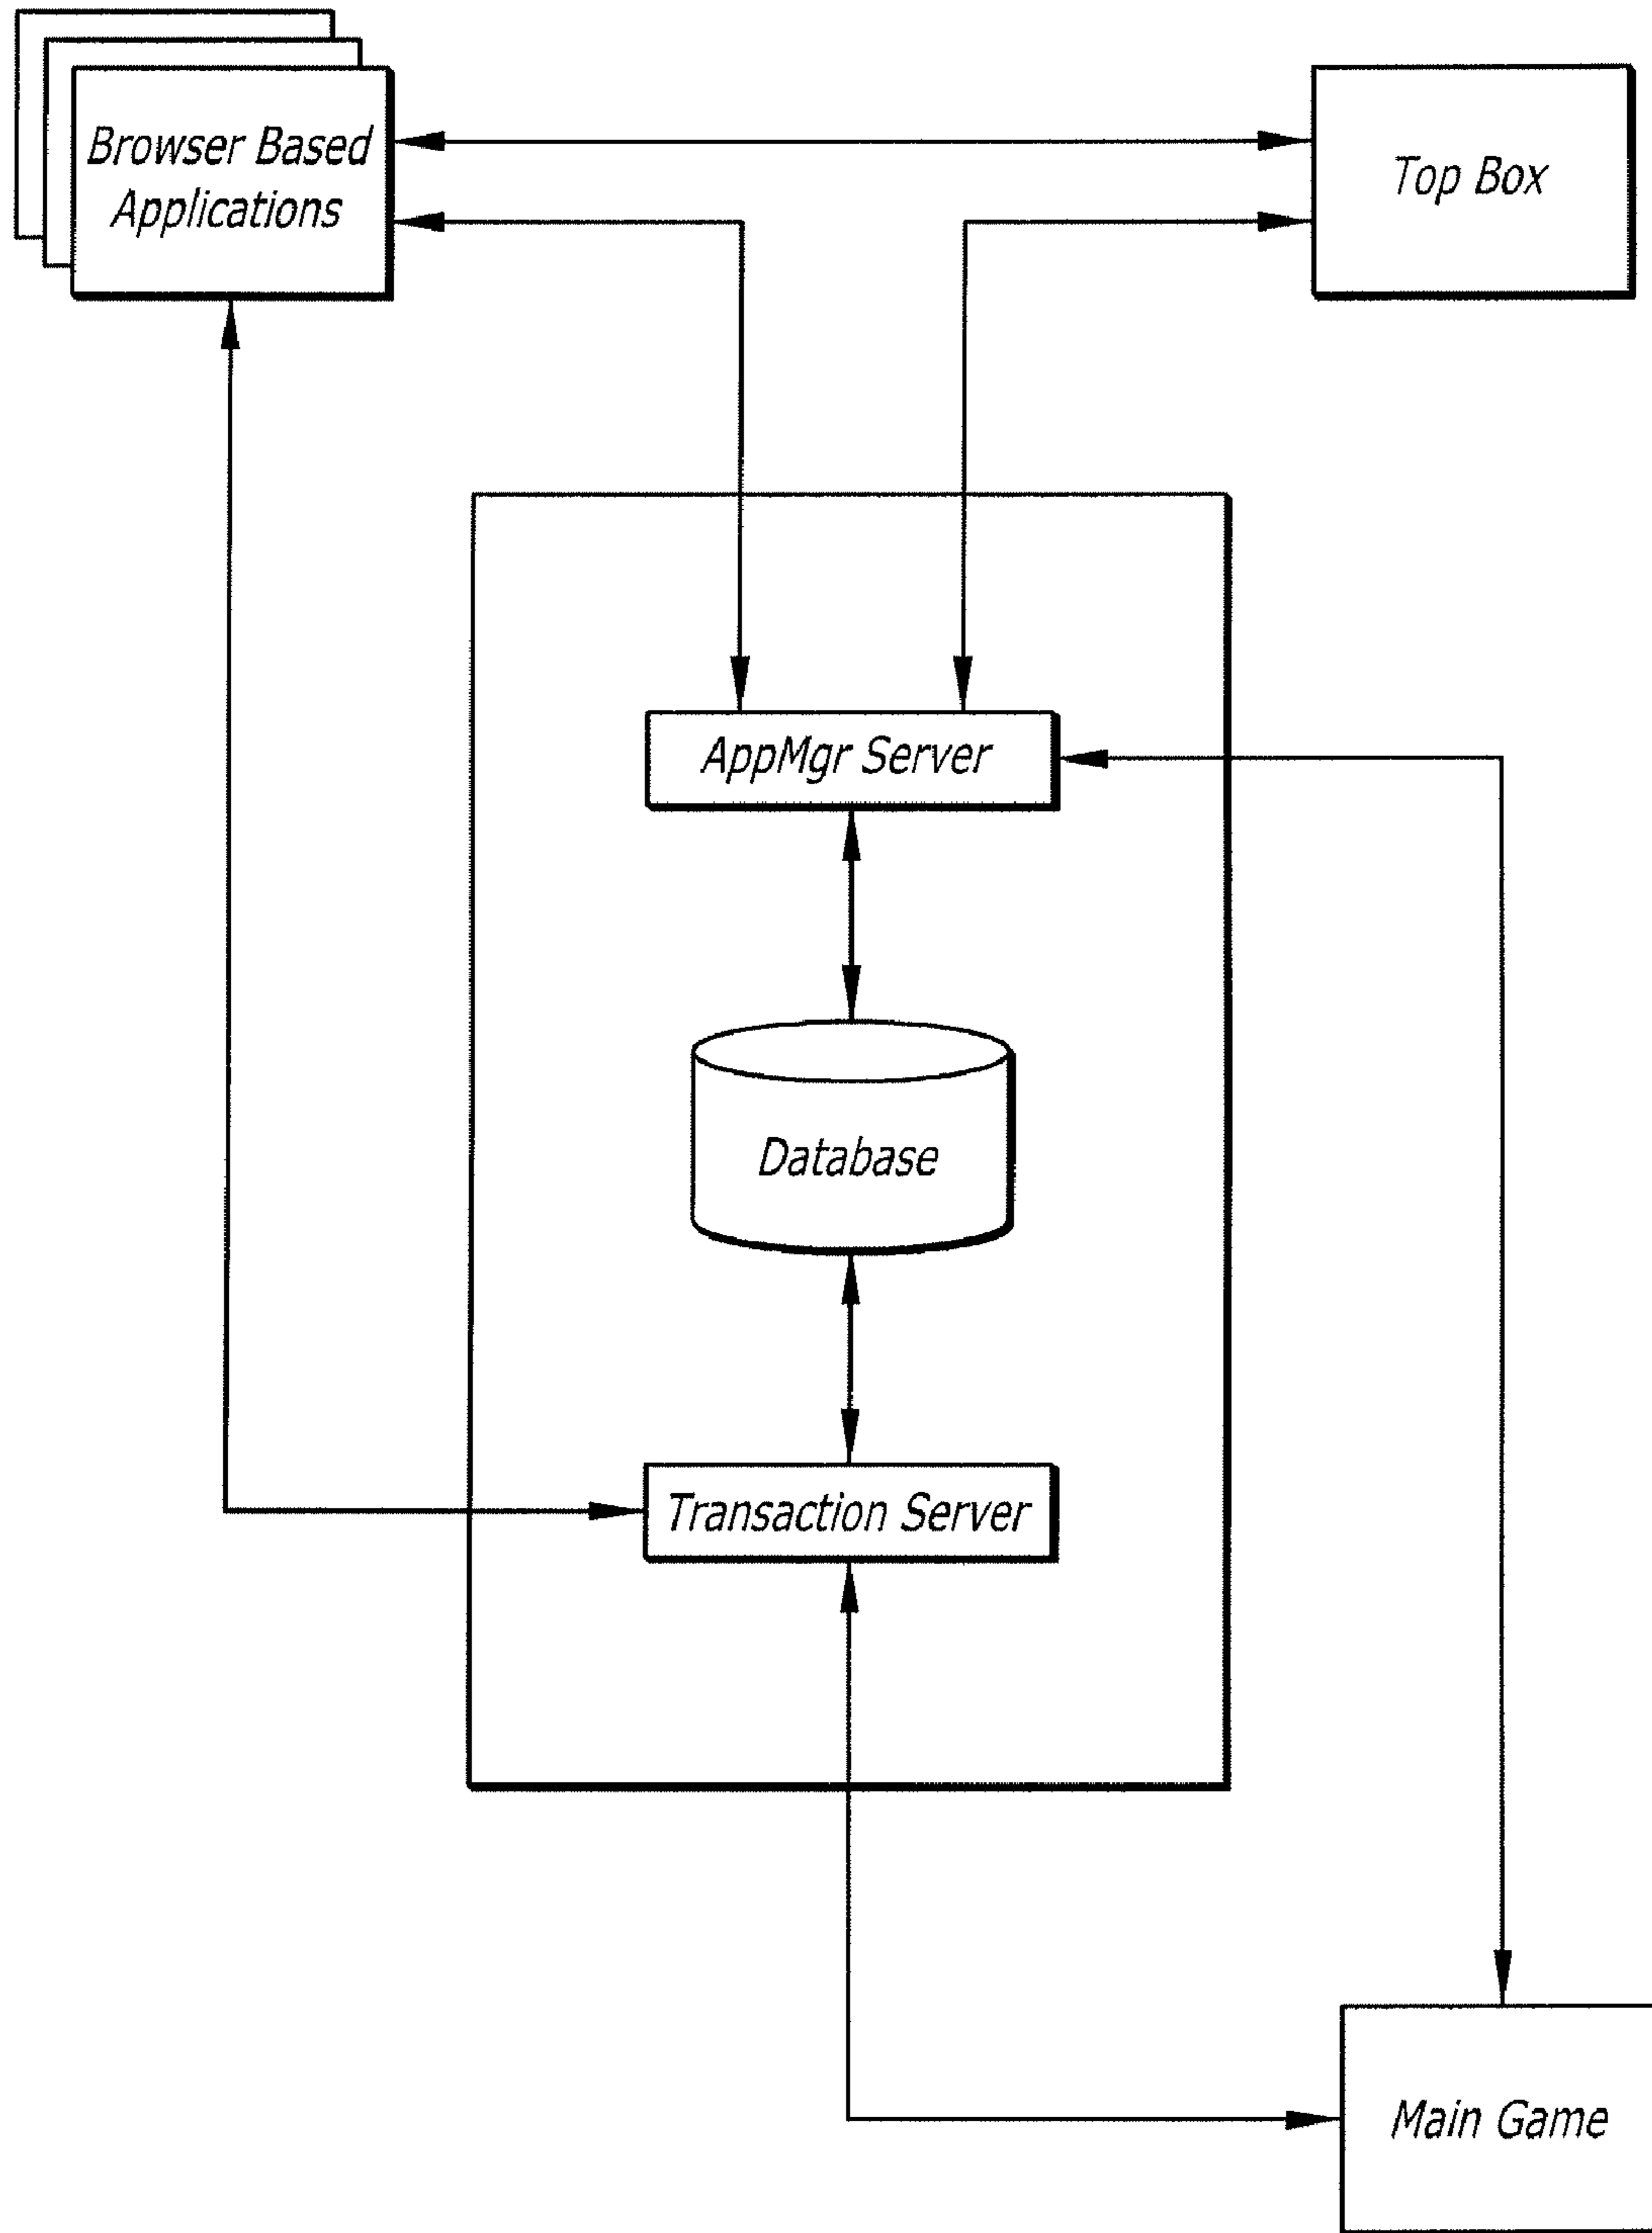 Browser Based
Applications
Top Box
AppMgr Server
Database
Transaction Server
Main Game